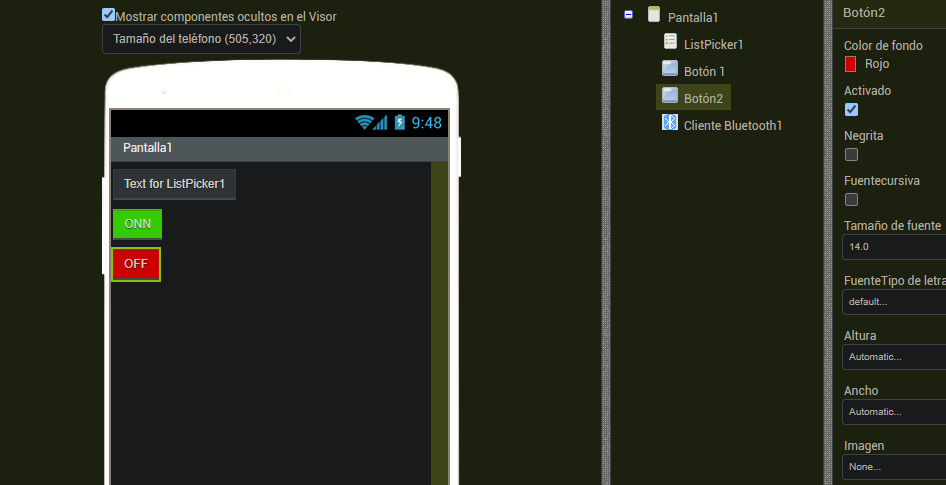 Mostrar componentes ocultos en el Visor
Tamaño del teléfono (505,320)
9:48
Pantalla1
Text for ListPicker1
ONN
OFF
Pantalla1
ListPicker1
Botón 1
Botón2
Cliente Bluetooth1
Botón2
Color de fondo
Rojo
Activado
Negrita
Fuentecursiva
Tamaño de fuente
14.0
FuenteTipo de letra
default...
Altura
Automatic...
Ancho
Automatic...
Imagen
None...